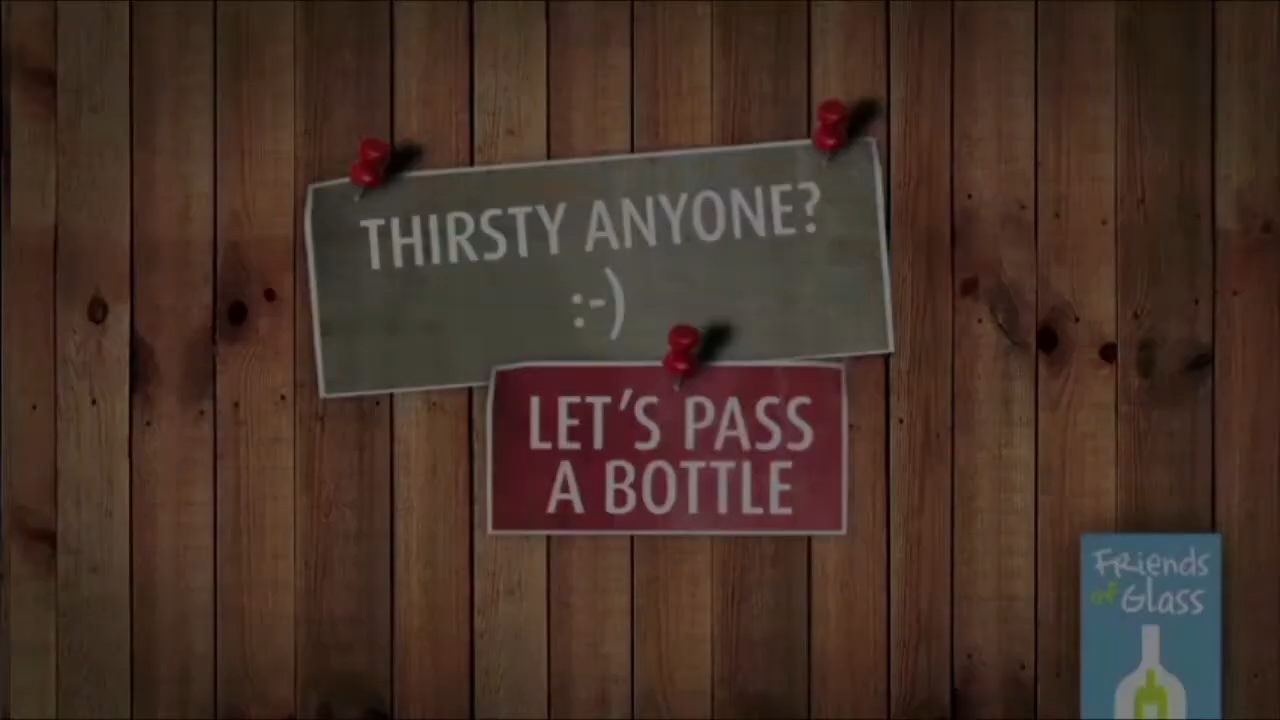 THIRSTY ANYONE?
:-)
LET'S PASS
A BOTTLE
Friends
of Glass